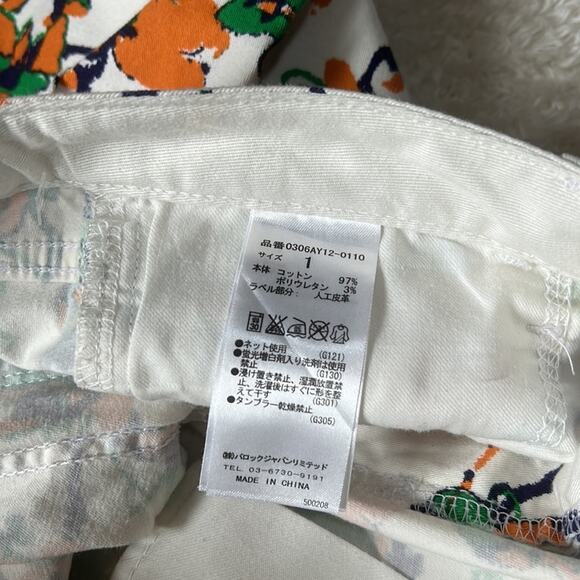 品番0306AY12-0110
サイズ 1
本体 コットン 97%
ポリウレタン 3%
ラベル部分: 人工皮革
30
●ネット使用 (G121)
●蛍光増白剤入り洗剤は使用
禁止 (G130)
●浸け置き禁止、湿潤放置禁
止、洗濯後はすぐに形を整
えて干す (G301)
●タンブラー乾燥禁止
(G305)
㈱バロックジャパンリミテッド
TEL. 03-6730-9191
MADE IN CHINA
500208